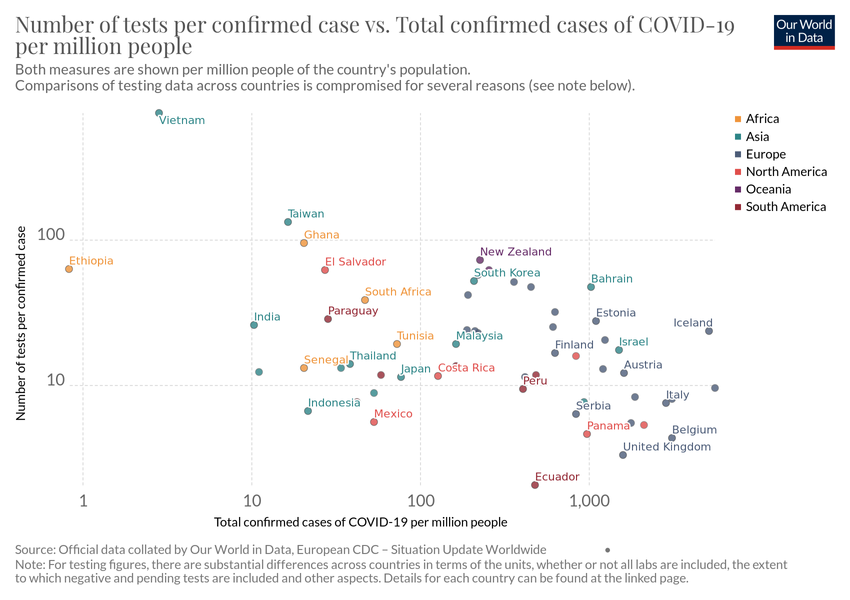 Number of tests per confirmed case vs. Total confirmed cases of COVID-19
per million people
Our World
in Data
Both measures are shown per million people of the country's population.
Comparisons of testing data across countries is compromised for several reasons (see note below).
Vietnam
Africa
Asia
Europe
North America
Oceania
South America
Taiwan
100
Ghana
New Zealand
Ethiopia
El Salvador
South Korea
Bahrain
South Africa
Paraguay
India
Estonia
Iceland
Tunisia
Malaysia
Finland
Israel
Senegal
Thailand
Japan
Costa Rica
Austria
10
Peru
Italy
Indonesia
Serbia
Mexico
Panama
Belgium
United Kingdom
Ecuador
Number of tests per confirmed case
1
10
100
1,000
Total confirmed cases of COVID-19 per million people
Source: Official data collated by Our World in Data, European CDC – Situation Update Worldwide
Note: For testing figures, there are substantial differences across countries in terms of the units, whether or not all labs are included, the extent
to which negative and pending tests are included and other aspects. Details for each country can be found at the linked page.